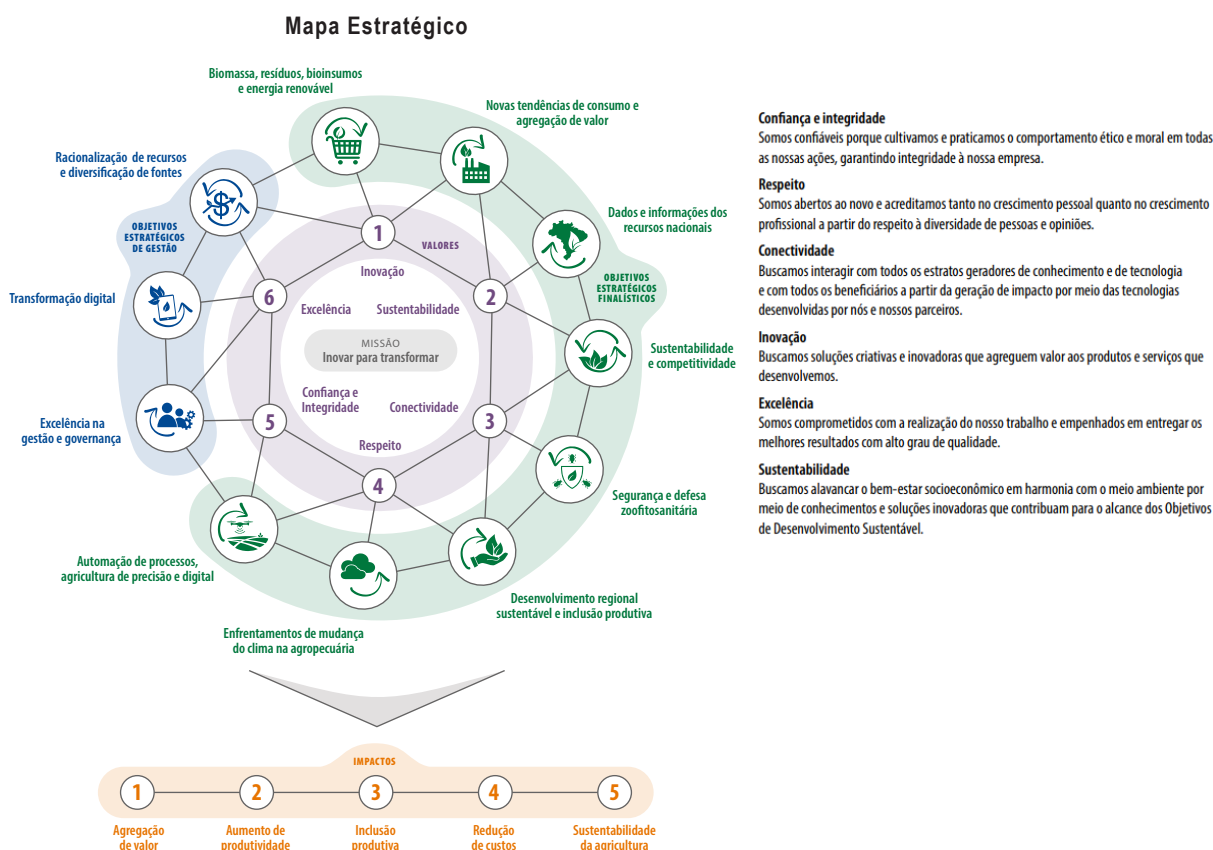 Mapa Estratégico
Biomassa, resíduos, bioinsumos
e energia renovável
Novas tendências de consumo e
agregação de valor
Racionalização de recursos
e diversificação de fontes
Dados e informações dos
recursos nacionais
OBJETIVOS
ESTRATÉGICOS
DE GESTÃO
1
VALORES
Inovação
OBJETIVOS
ESTRATÉGICOS
FINALÍSTICOS
Transformação digital
6
2
Excelência
Sustentabilidade
MISSÃO
Inovar para transformar
Sustentabilidade
e competitividade
Confiança e
Integridade
Conectividade
5
3
Excelência na
gestão e governança
Respeito
4
Segurança e defesa
zoofitosanitária
Automação de processos,
agricultura de precisão e digital
Desenvolvimento regional
sustentável e inclusão produtiva
Enfrentamentos de mudança
do clima na agropecuária
IMPACTOS
1
2
3
4
5
Agregação
de valor
Aumento de
produtividade
Inclusão
produtiva
Redução
de custos
Sustentabilidade
da agricultura
Confiança e integridade
Somos confiáveis porque cultivamos e praticamos o comportamento ético e moral em todas
as nossas ações, garantindo integridade à nossa empresa.
Respeito
Somos abertos ao novo e acreditamos tanto no crescimento pessoal quanto no crescimento
profissional a partir do respeito à diversidade de pessoas e opiniões.
Conectividade
Buscamos interagir com todos os estratos geradores de conhecimento e de tecnologia
e com todos os beneficiários a partir da geração de impacto por meio das tecnologias
desenvolvidas por nós e nossos parceiros.
Inovação
Buscamos soluções criativas e inovadoras que agreguem valor aos produtos e serviços que
desenvolvemos.
Excelência
Somos comprometidos com a realização do nosso trabalho e empenhados em entregar os
melhores resultados com alto grau de qualidade.
Sustentabilidade
Buscamos alavancar o bem-estar socioeconômico em harmonia com o meio ambiente por
meio de conhecimentos e soluções inovadoras que contribuam para o alcance dos Objetivos
de Desenvolvimento Sustentável.